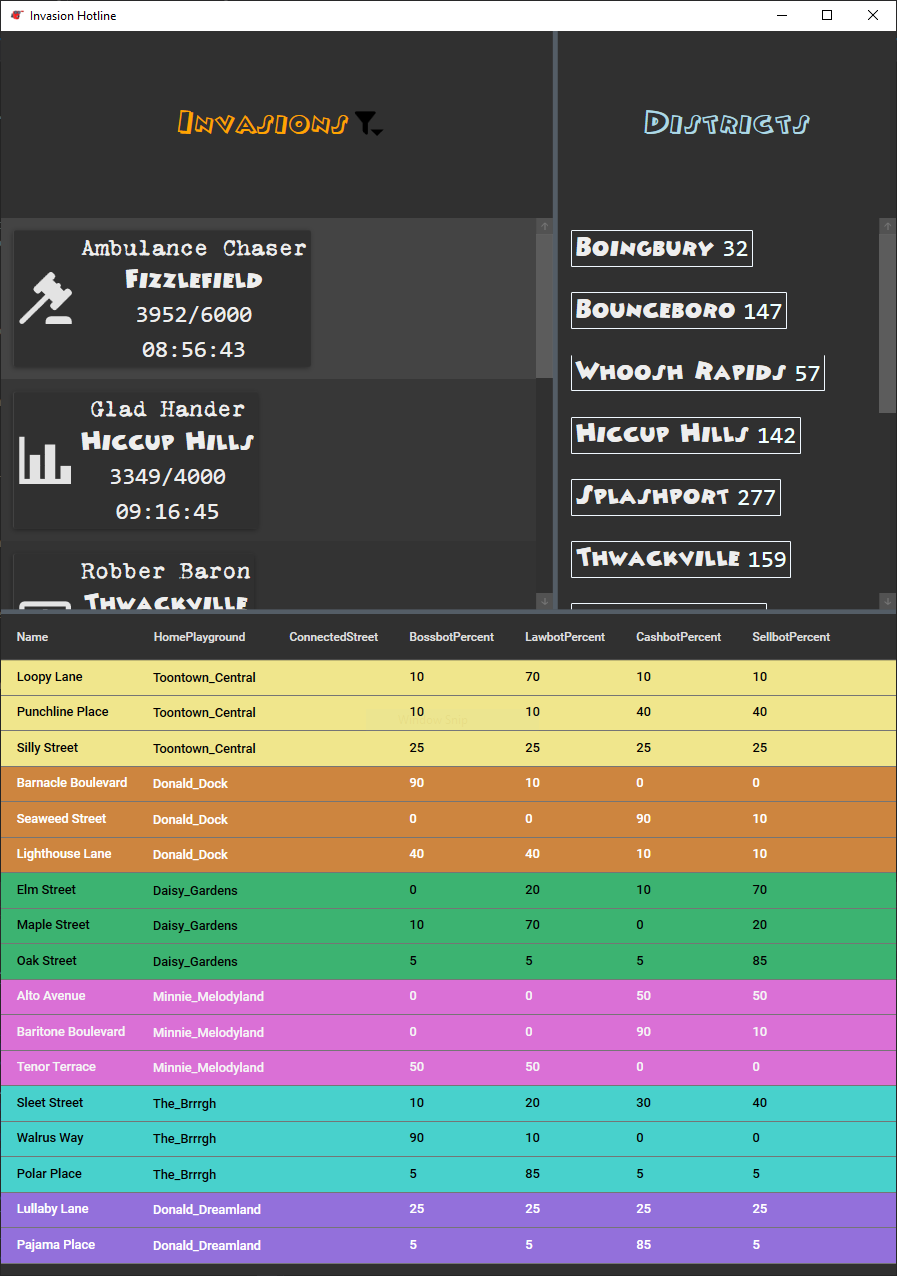 Invasion Hotline
Invasions
Districts
Ambulance Chaser
Fizzlefield
3952/6000
08:56:43
Glad Hander
Hiccup Hills
3349/4000
09:16:45
Robber Baron
Thwackville
Boingbury 32
Bounceboro 147
Whoosh Rapids 57
Hiccup Hills 142
Splashport 277
Thwackville 159
Name HomePlayground ConnectedStreet BossbotPercent LawbotPercent CashbotPercent SellbotPercent
Loopy Lane Toontown_Central 10 70 10 10
Punchline Place Toontown_Central 10 10 40 40
Silly Street Toontown_Central 25 25 25 25
Barnacle Boulevard Donald_Dock 90 10 0 0
Seaweed Street Donald_Dock 0 0 90 10
Lighthouse Lane Donald_Dock 40 40 10 10
Elm Street Daisy_Gardens 0 20 10 70
Maple Street Daisy_Gardens 10 70 0 20
Oak Street Daisy_Gardens 5 5 5 85
Alto Avenue Minnie_Melodyland 0 0 50 50
Baritone Boulevard Minnie_Melodyland 0 0 90 10
Tenor Terrace Minnie_Melodyland 50 50 0 0
Sleet Street The_Brrrgh 10 20 30 40
Walrus Way The_Brrrgh 90 10 0 0
Polar Place The_Brrrgh 5 85 5 5
Lullaby Lane Donald_Dreamland 25 25 25 25
Pajama Place Donald_Dreamland 5 5 85 5